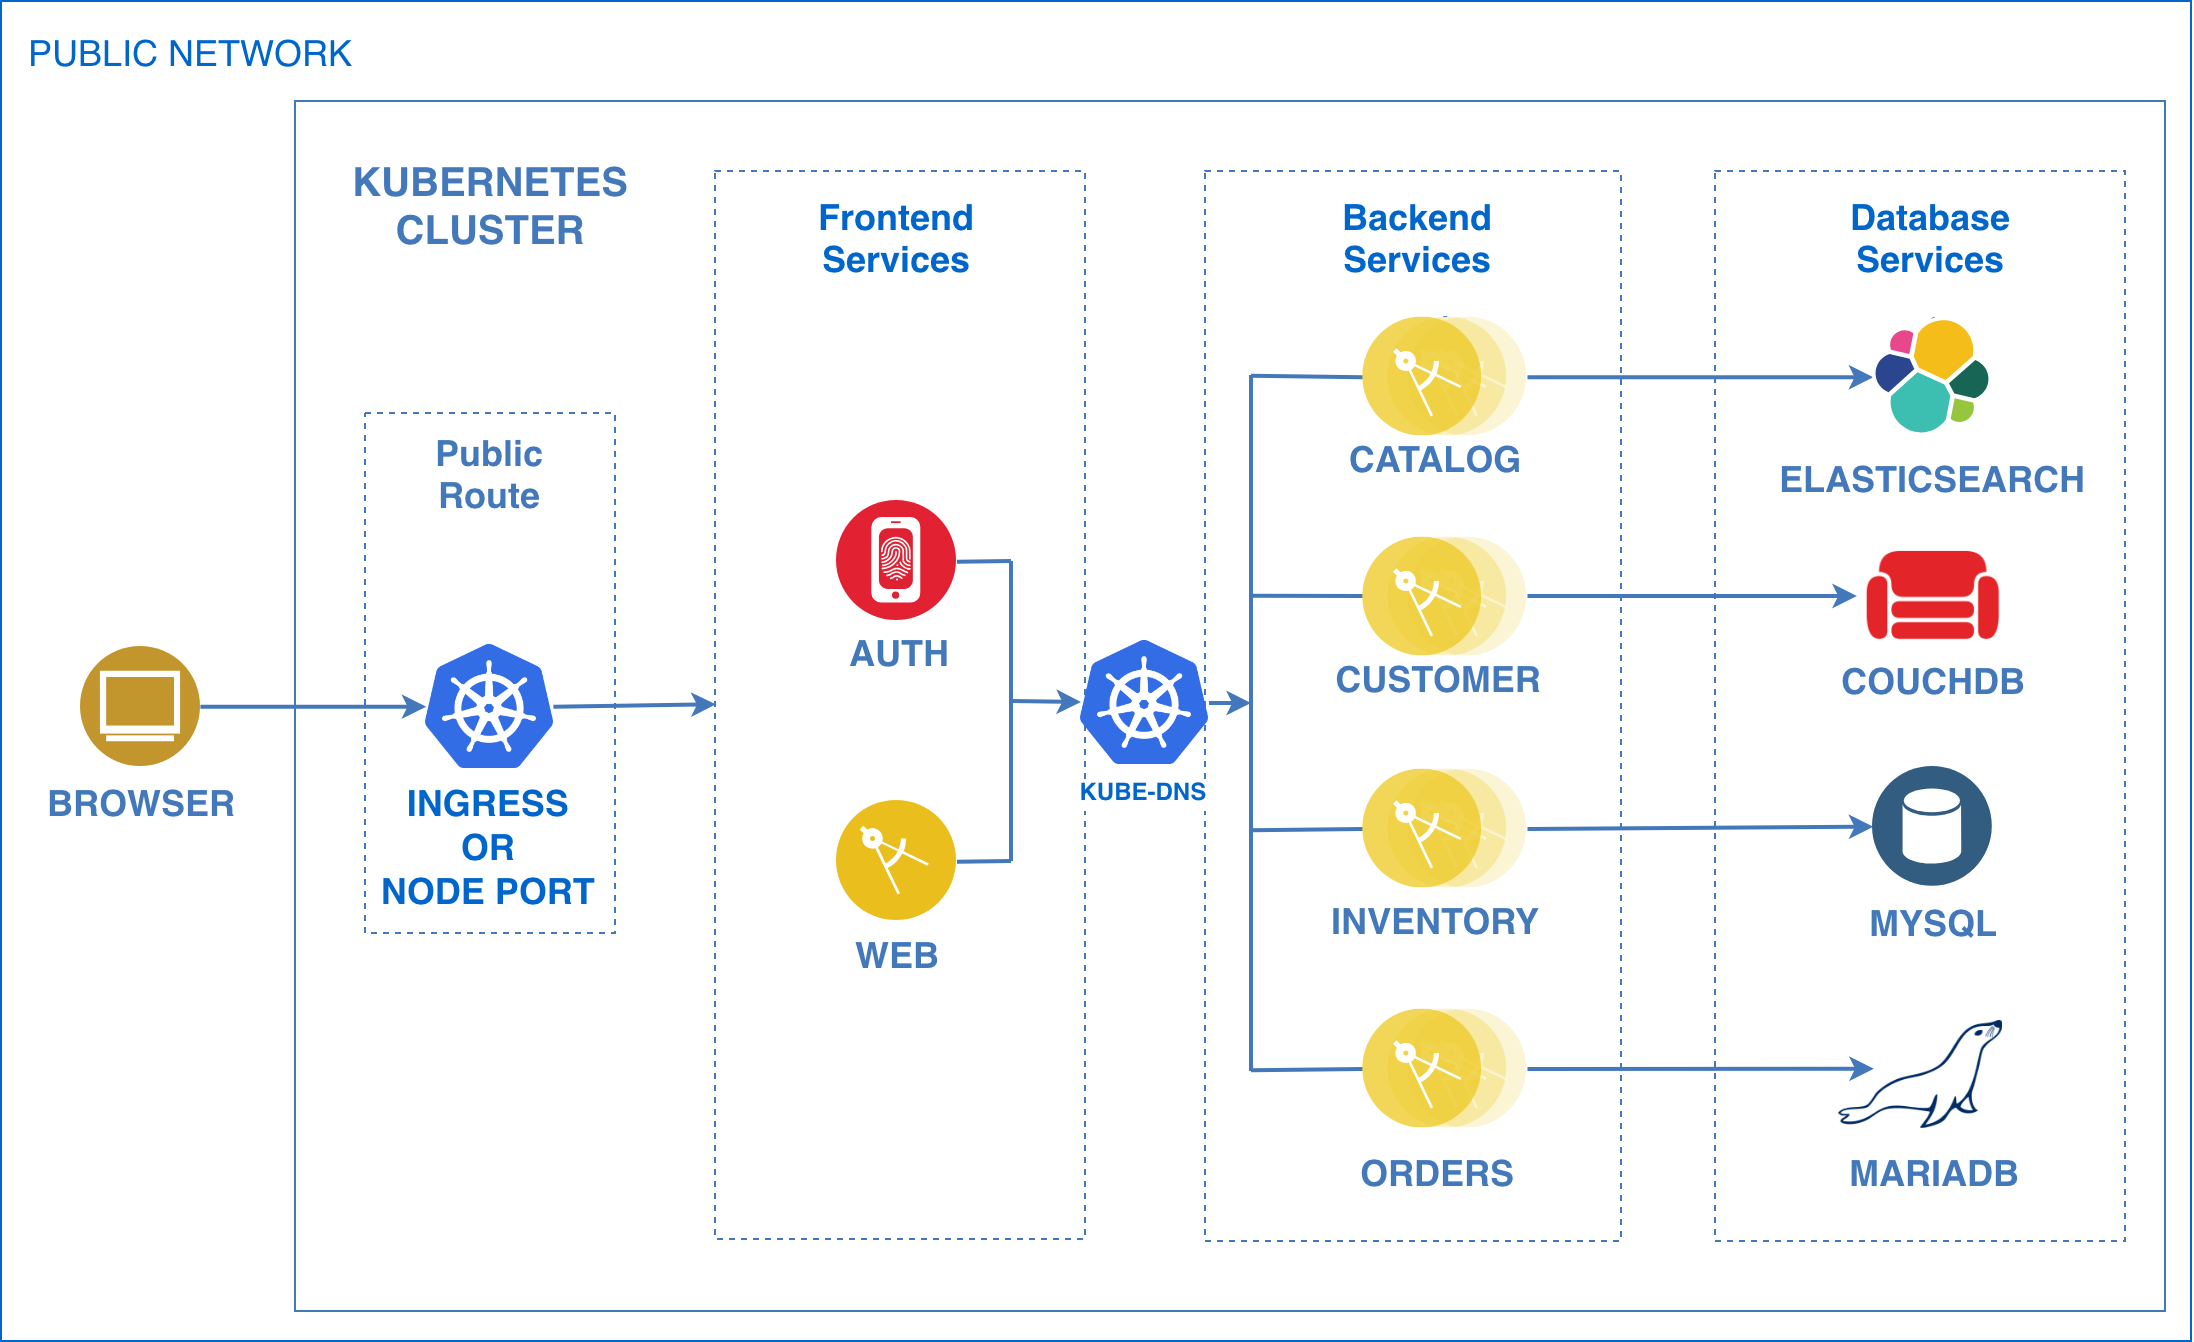 PUBLIC NETWORK
KUBERNETES
CLUSTER
Frontend
Services
Backend
Services
Database
Services
Public
Route
BROWSER
INGRESS
OR
NODE PORT
AUTH
WEB
KUBE-DNS
CATALOG
CUSTOMER
INVENTORY
ORDERS
ELASTICSEARCH
COUCHDB
MYSQL
MARIADB